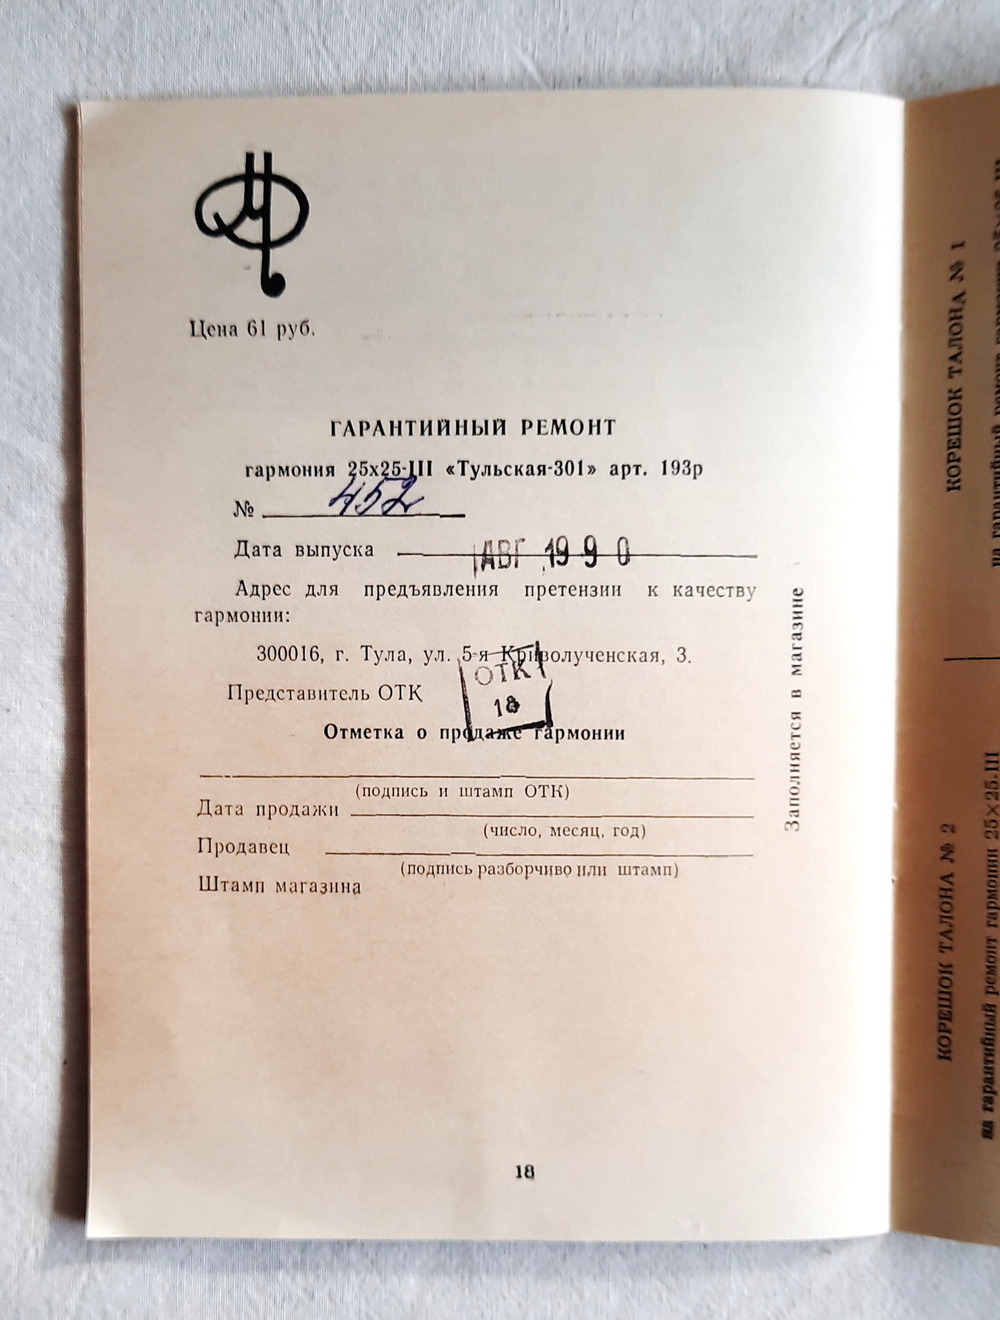 Цена 61 руб.
ГАРАНТИЙНЫЙ РЕМОНТ
гармония 25х25-III «Тульская-301» арт. 193р
№ 452
Дата выпуска АВГ 1990
Адрес для предъявления претензии к качеству
гармонии:
300016, г. Тула, ул. 5-я Криволученская, 3.
Представитель ОТК
ОТК
18
Отметка о продаже гармонии
(подпись и штамп ОТК)
Дата продажи
(число, месяц, год)
Продавец
(подпись разборчиво или штамп)
Штамп магазина
Заполняется в магазине
18
КОРЕШОК ТАЛОНА № 1
КОРЕШОК ТАЛОНА № 2
на гарантийный ремонт гармонии 25×25-III